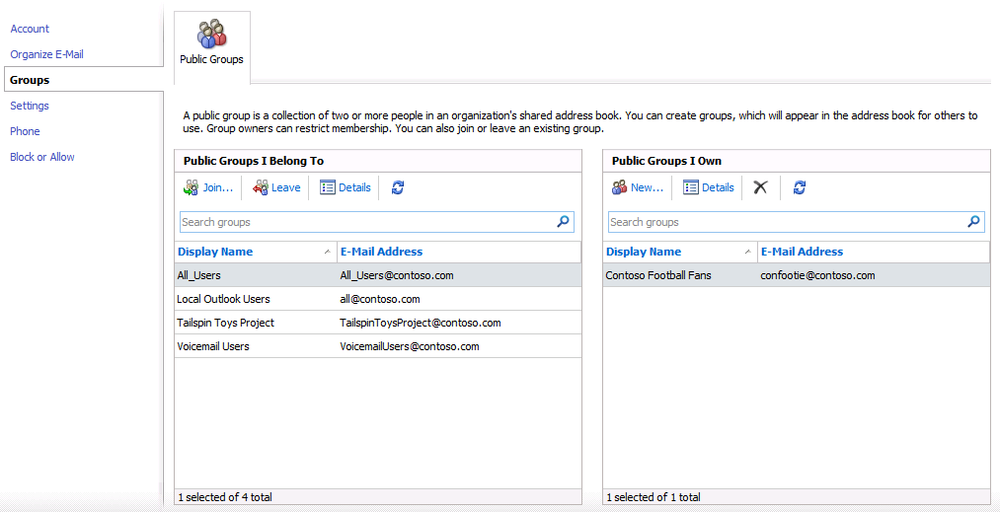 Account
Organize E-Mail
Groups
Settings
Phone
Block or Allow
Public Groups
A public group is a collection of two or more people in an organization's shared address book. You can create groups, which will appear in the address book for others to
use. Group owners can restrict membership. You can also join or leave an existing group.
Public Groups I Belong To
Join... Leave Details
Search groups
Display Name E-Mail Address
All_Users All_Users@contoso.com
Local Outlook Users all@contoso.com
Tailspin Toys Project TailspinToysProject@contoso.com
Voicemail Users VoicemailUsers@contoso.com
1 selected of 4 total
Public Groups I Own
New... Details
Search groups
Display Name E-Mail Address
Contoso Football Fans confootie@contoso.com
1 selected of 1 total